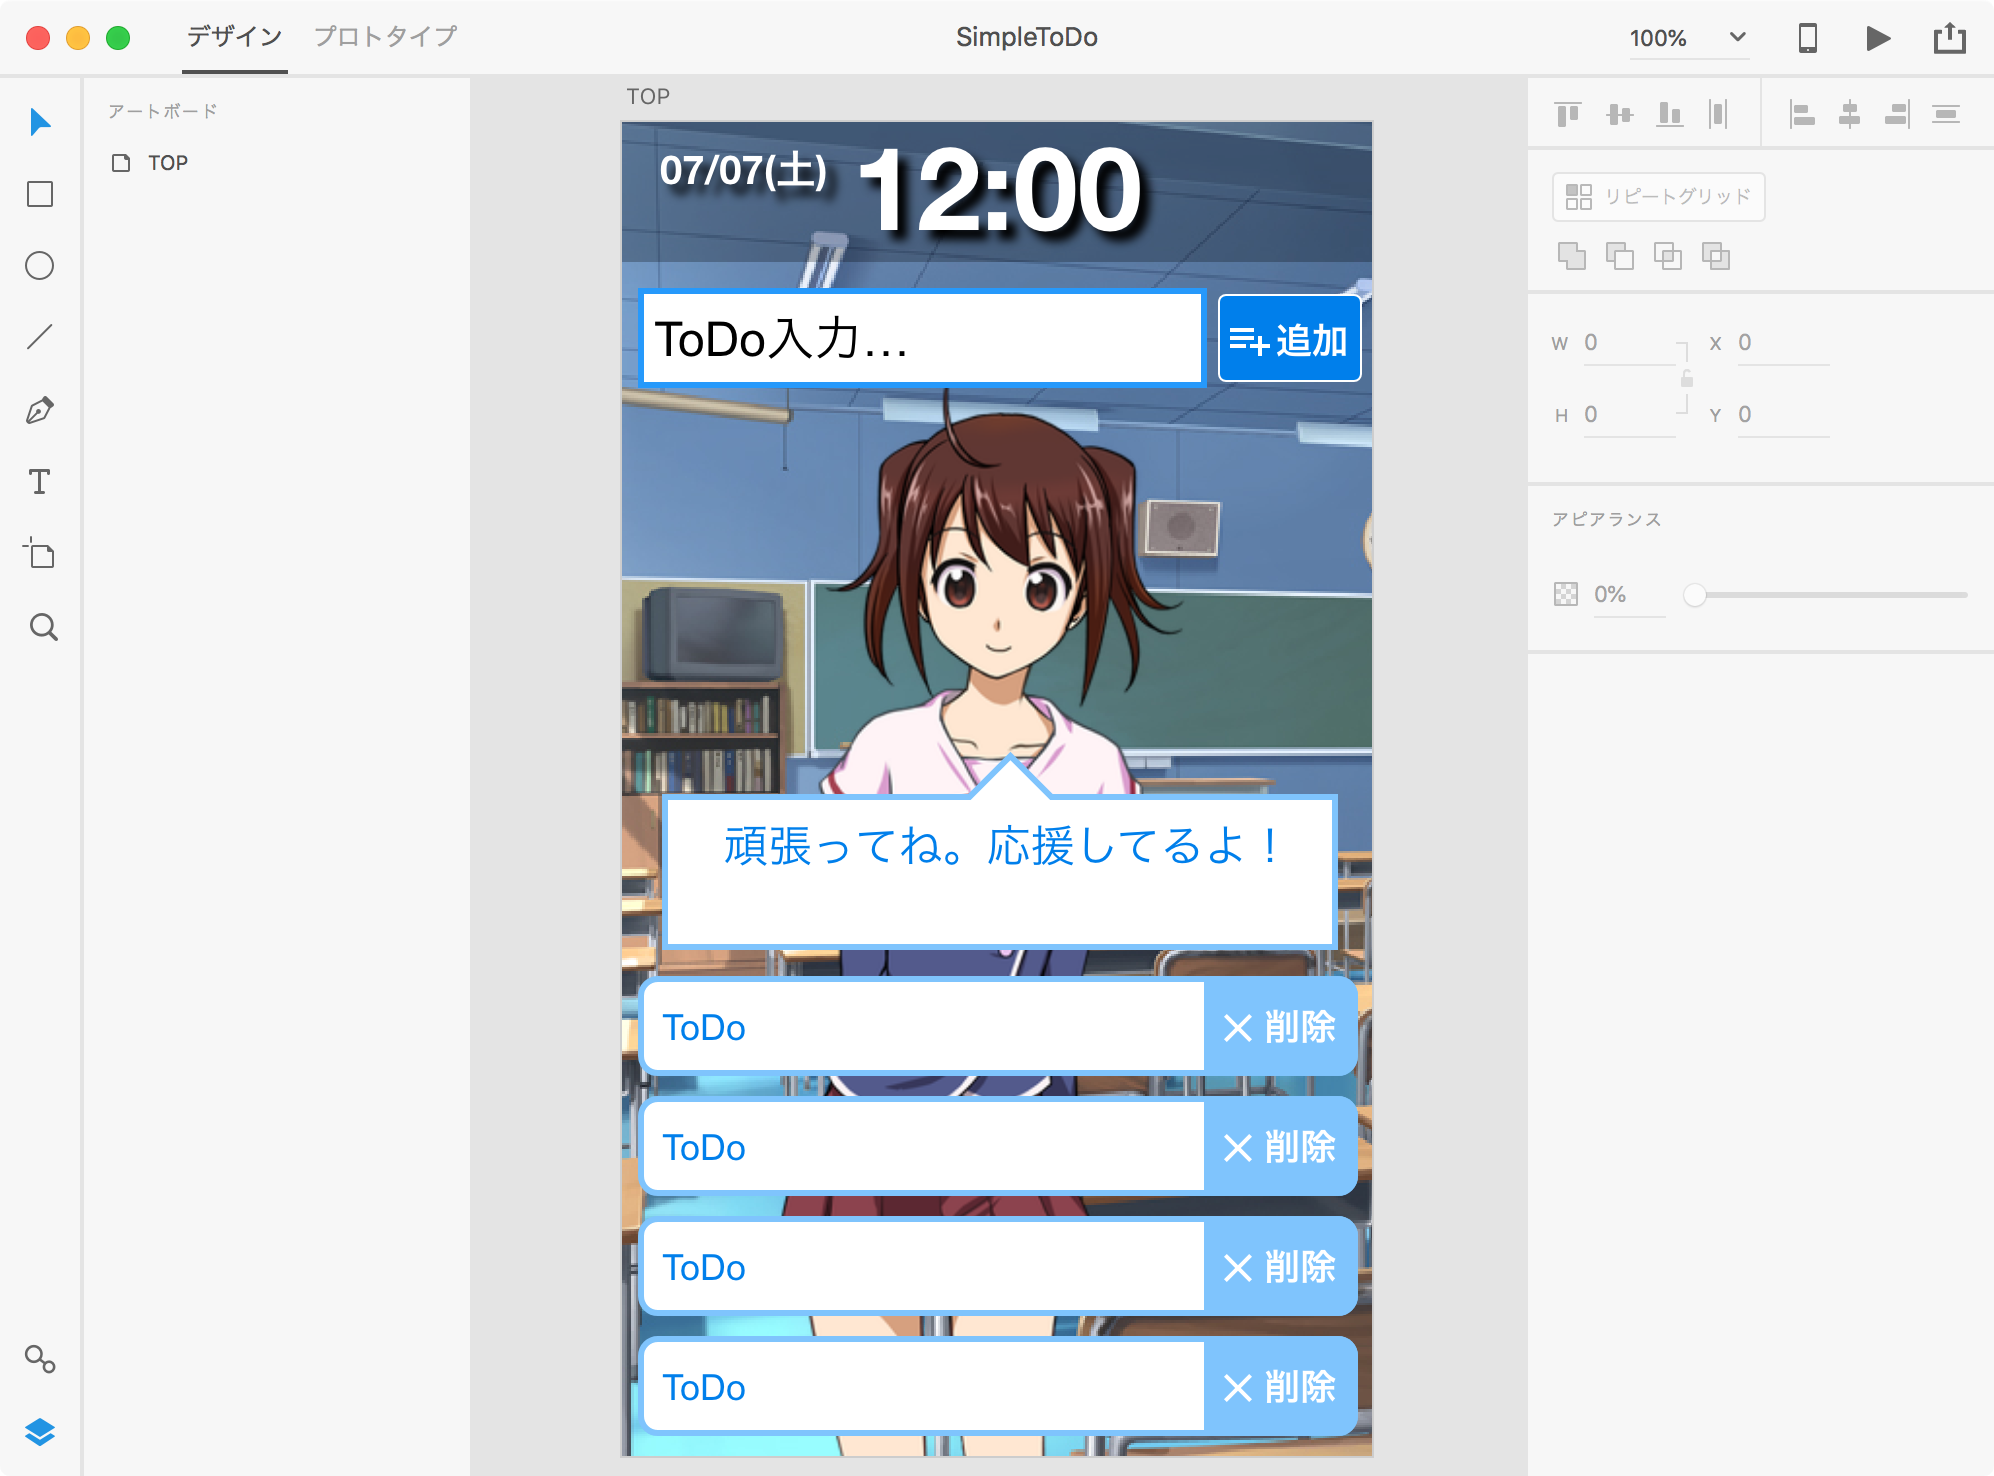 デザイン プロトタイプ SimpleToDo 100%
アートボード
TOP
TOP
07/07(土) 12:00
ToDo入力... 追加
頑張ってね。応援してるよ！
ToDo × 削除
ToDo × 削除
ToDo × 削除
ToDo × 削除
リピートグリッド
W 0 X 0
H 0 Y 0
アピアランス
0%